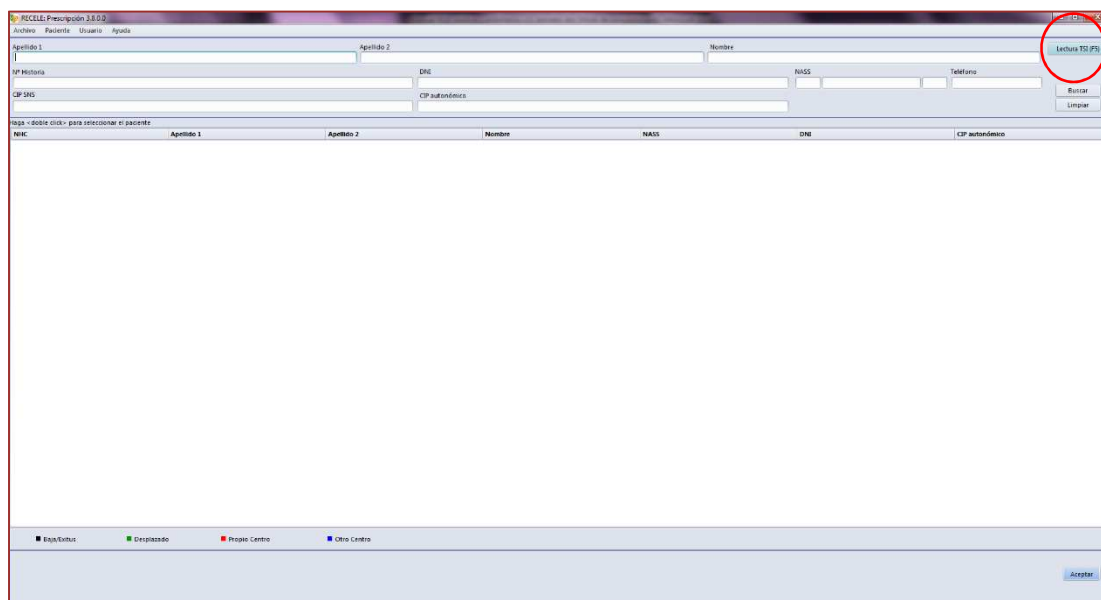 RECELE: Prescripción 3.8.0.0
Archivo Paciente Usuario Ayuda
Apellido 1 Apellido 2 Nombre
Lectura TSI (F5)
Nº Historia DNI NASS Teléfono
Buscar
CIP SNS CIP autonómico
Limpiar
Haga <doble click> para seleccionar el paciente
NHC Apellido 1 Apellido 2 Nombre NASS DNI CIP autonómico
Baja/Exitus Desplazado Propio Centro Otro Centro
Aceptar